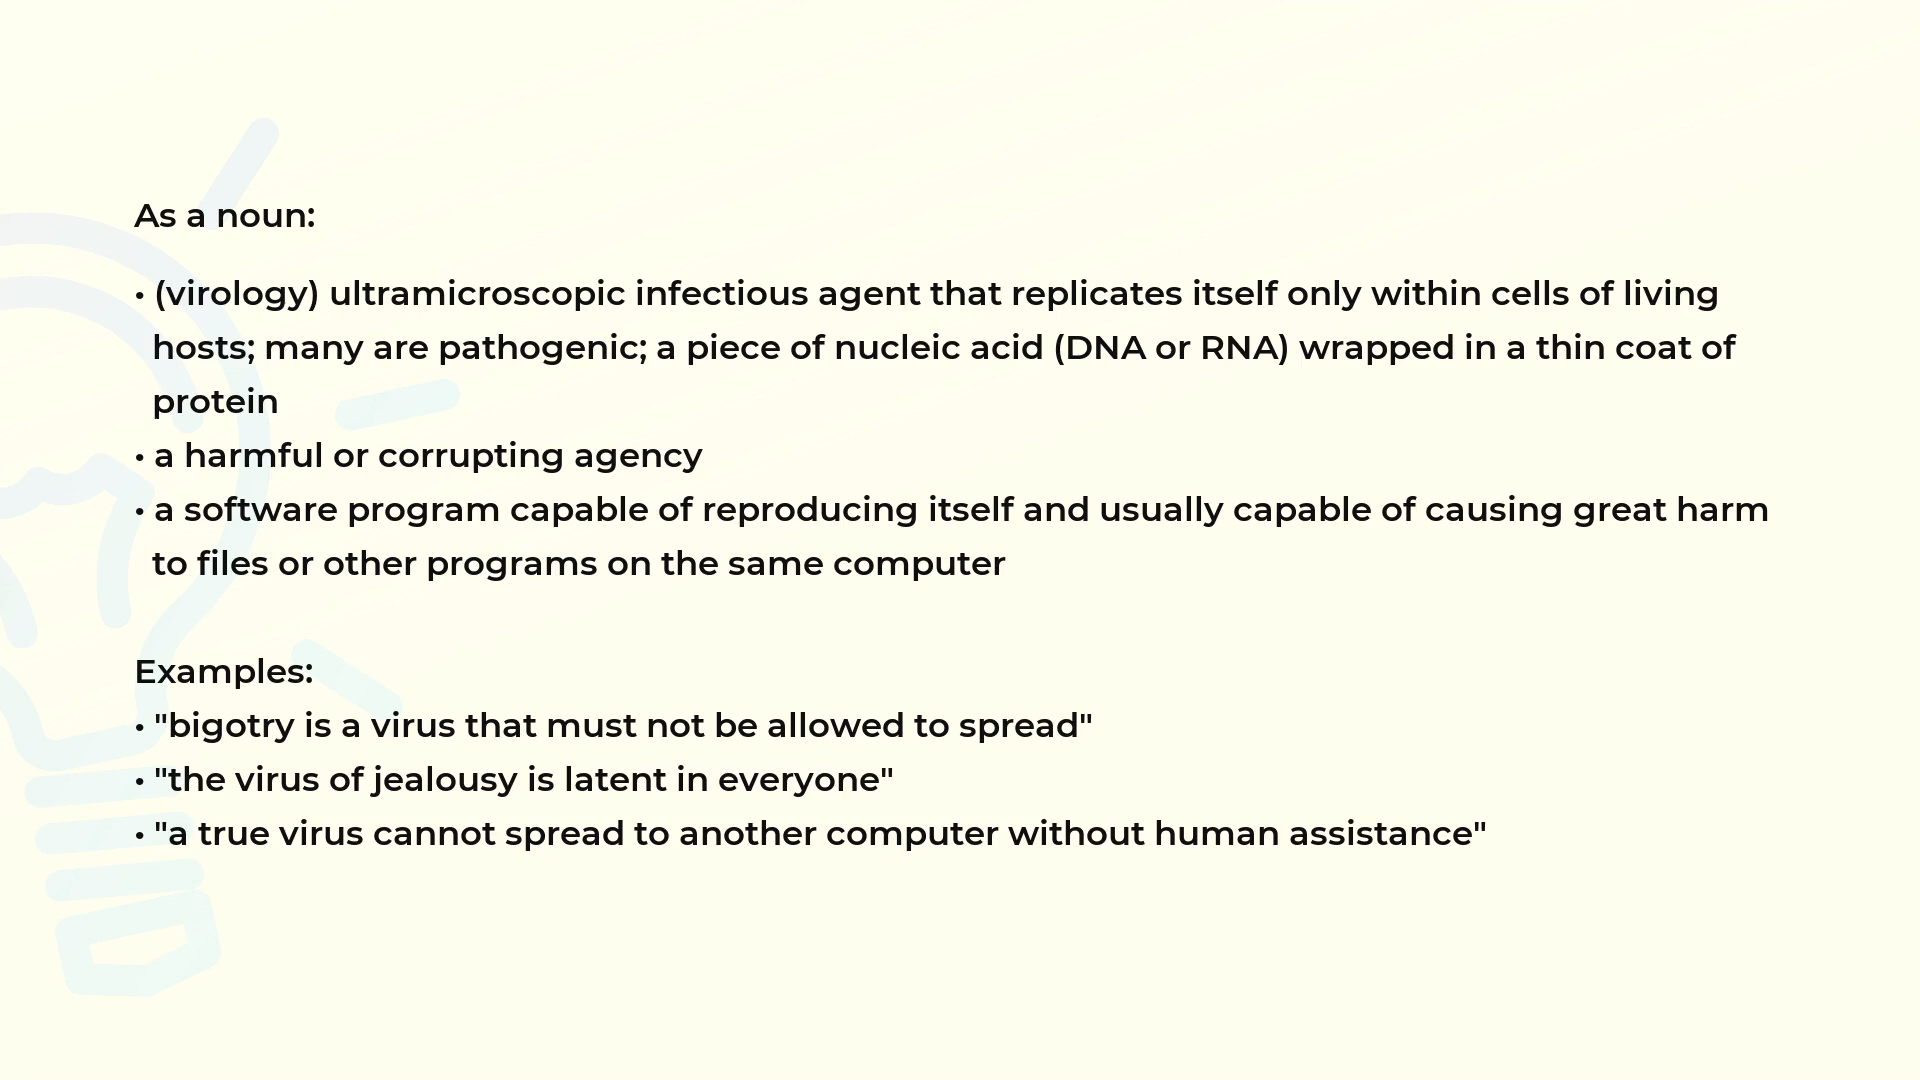 As a noun:
• (virology) ultramicroscopic infectious agent that replicates itself only within cells of living
hosts; many are pathogenic; a piece of nucleic acid (DNA or RNA) wrapped in a thin coat of
protein
• a harmful or corrupting agency
• a software program capable of reproducing itself and usually capable of causing great harm
to files or other programs on the same computer
Examples:
• "bigotry is a virus that must not be allowed to spread"
• "the virus of jealousy is latent in everyone"
• "a true virus cannot spread to another computer without human assistance"